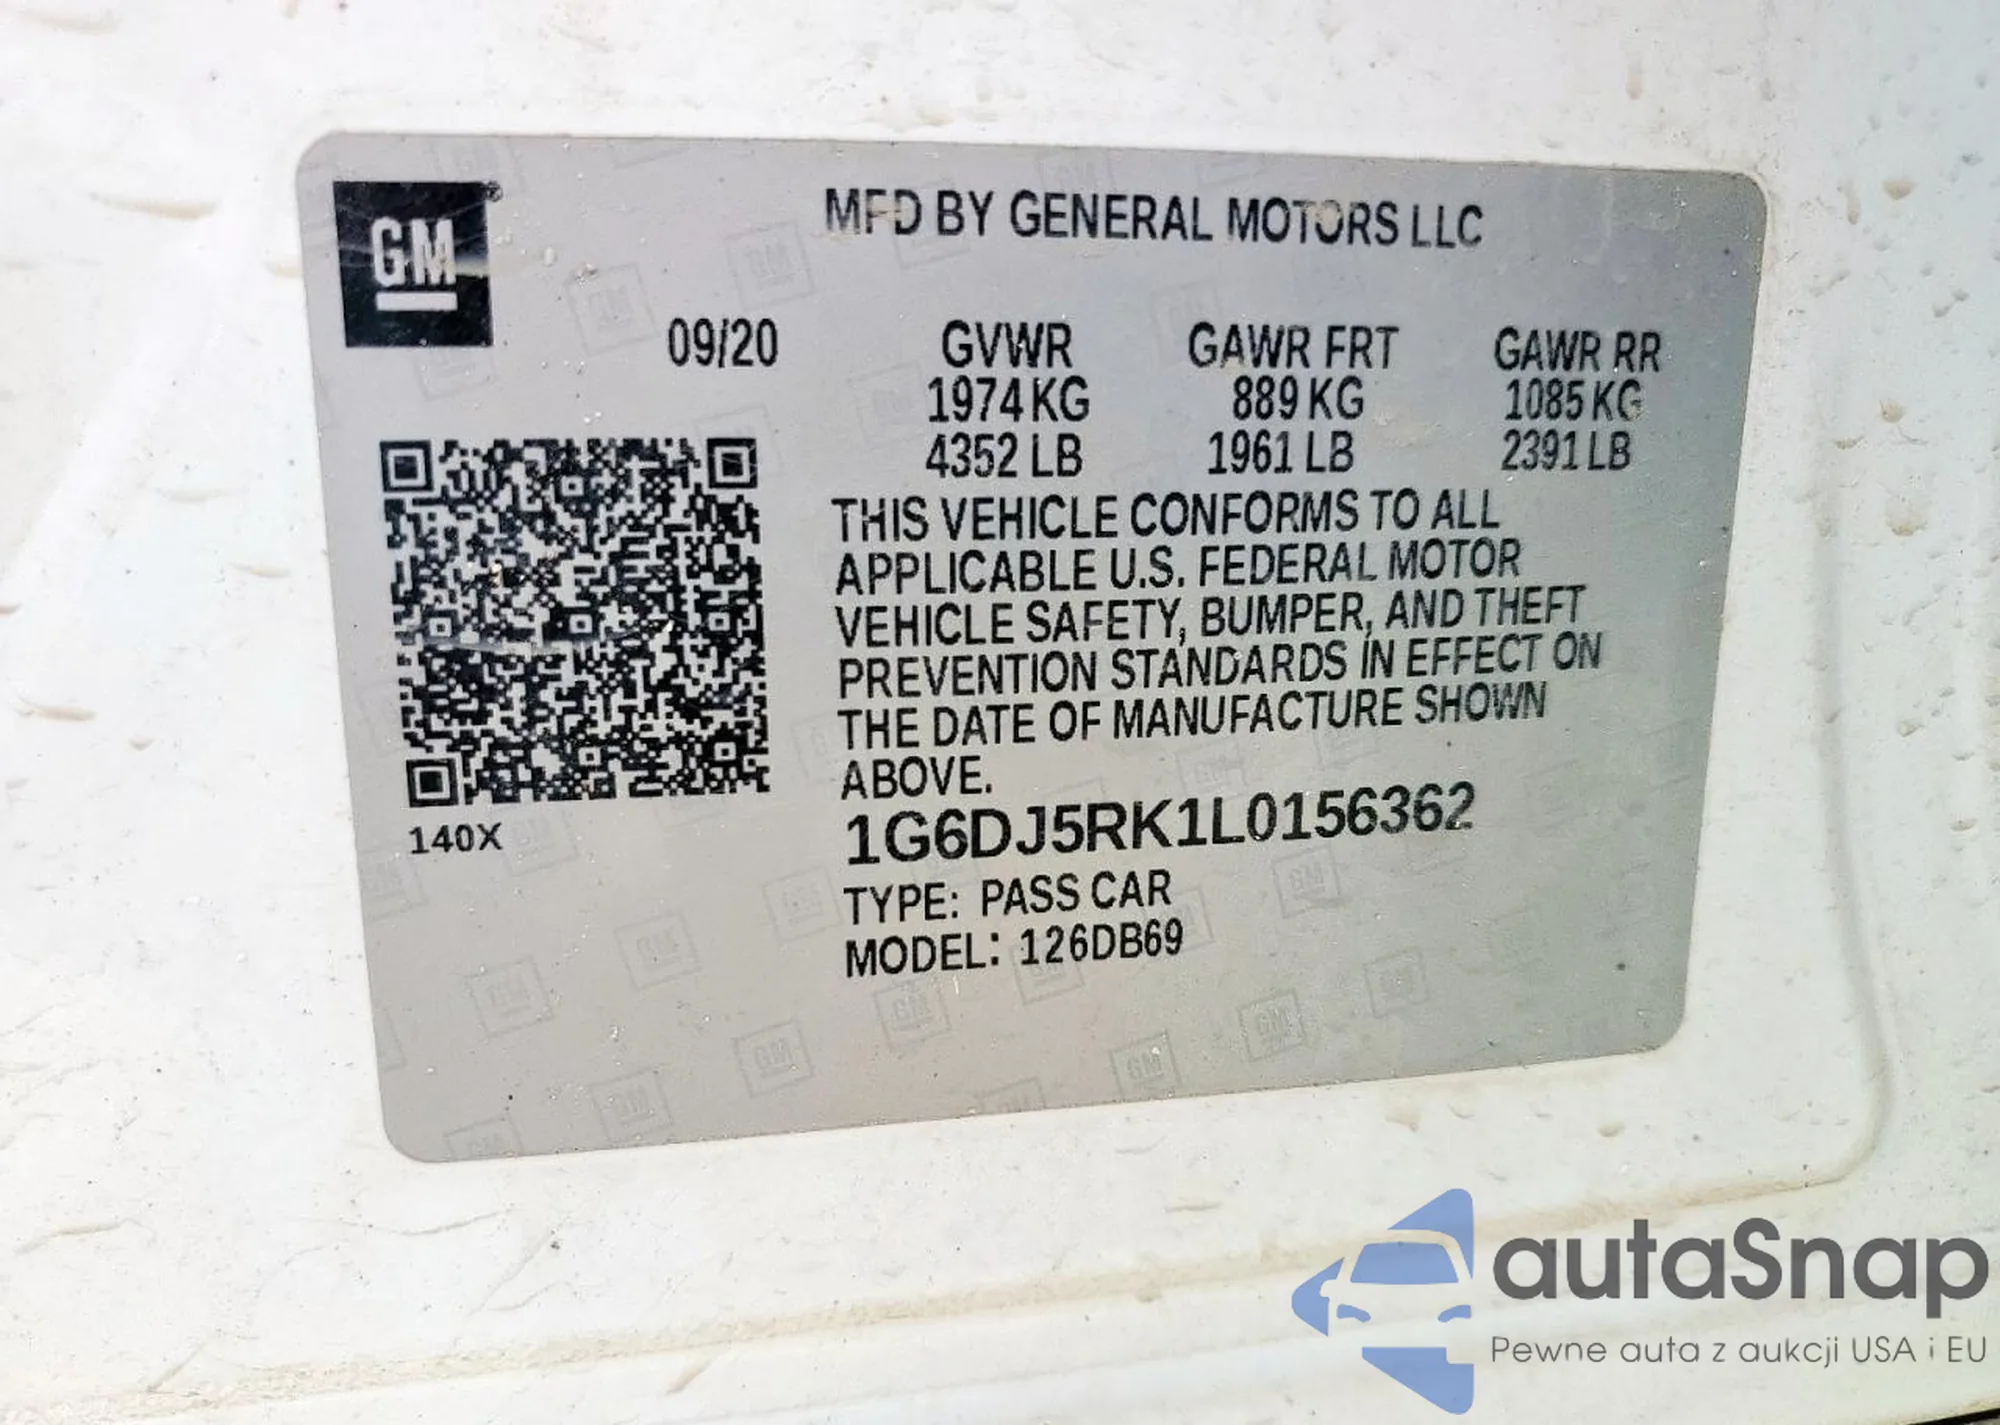 GM
MFD BY GENERAL MOTORS LLC
09/20 GVWR GAWR FRT GAWR RR
1974 KG 889 KG 1085 KG
4352 LB 1961 LB 2391 LB
THIS VEHICLE CONFORMS TO ALL
APPLICABLE U.S. FEDERAL MOTOR
VEHICLE SAFETY, BUMPER, AND THEFT
PREVENTION STANDARDS IN EFFECT ON
THE DATE OF MANUFACTURE SHOWN
ABOVE.
140X
1G6DJ5RK1L0156362
TYPE: PASS CAR
MODEL: 126DB69
autaSnap
Pewne auta z aukcji USA i EU